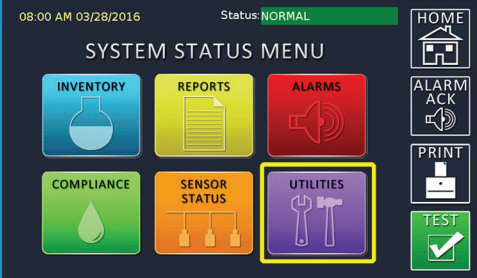 08:00 AM 03/28/2016 Status: NORMAL
HOME
SYSTEM STATUS MENU
INVENTORY REPORTS ALARMS
ALARM
ACK
PRINT
COMPLIANCE SENSOR
STATUS UTILITIES
TEST